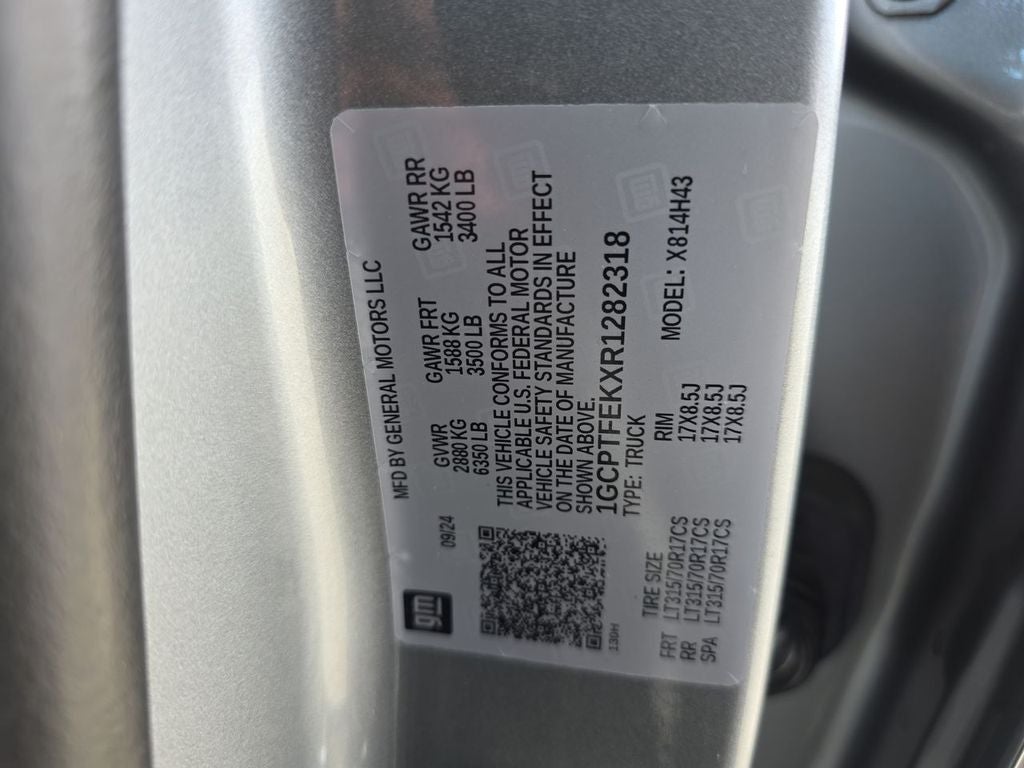 gm
MFD BY GENERAL MOTORS LLC
09/24
GVWR GAWR FRT GAWR RR
2880 KG 1588 KG 1542 KG
6350 LB 3500 LB 3400 LB
THIS VEHICLE CONFORMS TO ALL
APPLICABLE U.S. FEDERAL MOTOR
VEHICLE SAFETY STANDARDS IN EFFECT
ON THE DATE OF MANUFACTURE
SHOWN ABOVE.
1GCPTFEKXR1282318
TYPE: TRUCK
MODEL: X814H43
130H
TIRE SIZE RIM
FRT LT315/70R17CS 17X8.5J
RR LT315/70R17CS 17X8.5J
SPA LT315/70R17CS 17X8.5J